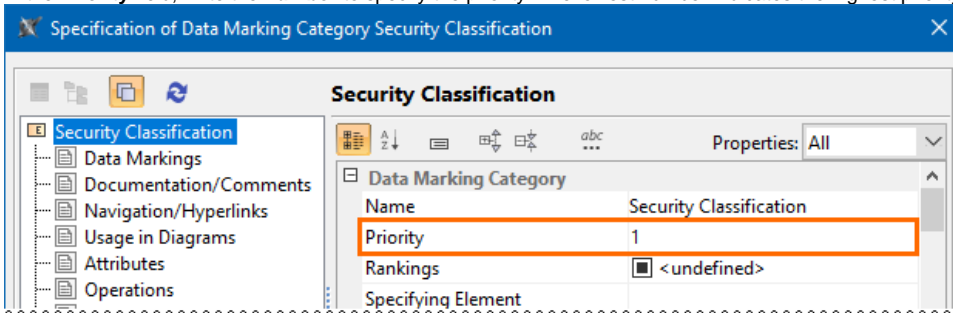 Specification of Data Marking Category Security Classification
Security Classification
Security Classification
Data Markings
Documentation/Comments
Navigation/Hyperlinks
Usage in Diagrams
Attributes
Operations
Properties: All
Data Marking Category
Name Security Classification
Priority 1
Rankings <undefined>
Specifying Element